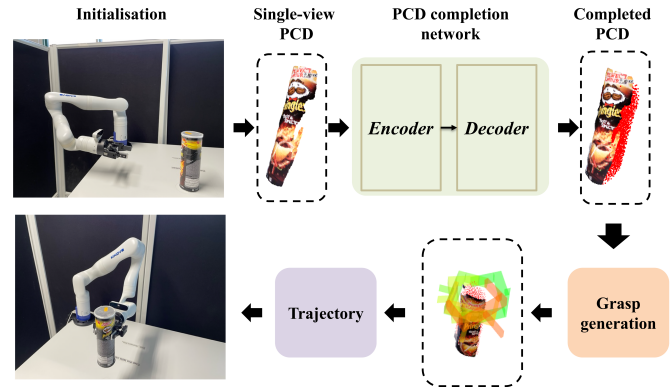 Initialisation
Single-view
PCD
PCD completion
network
Completed
PCD
Encoder
Decoder
Trajectory
Grasp
generation